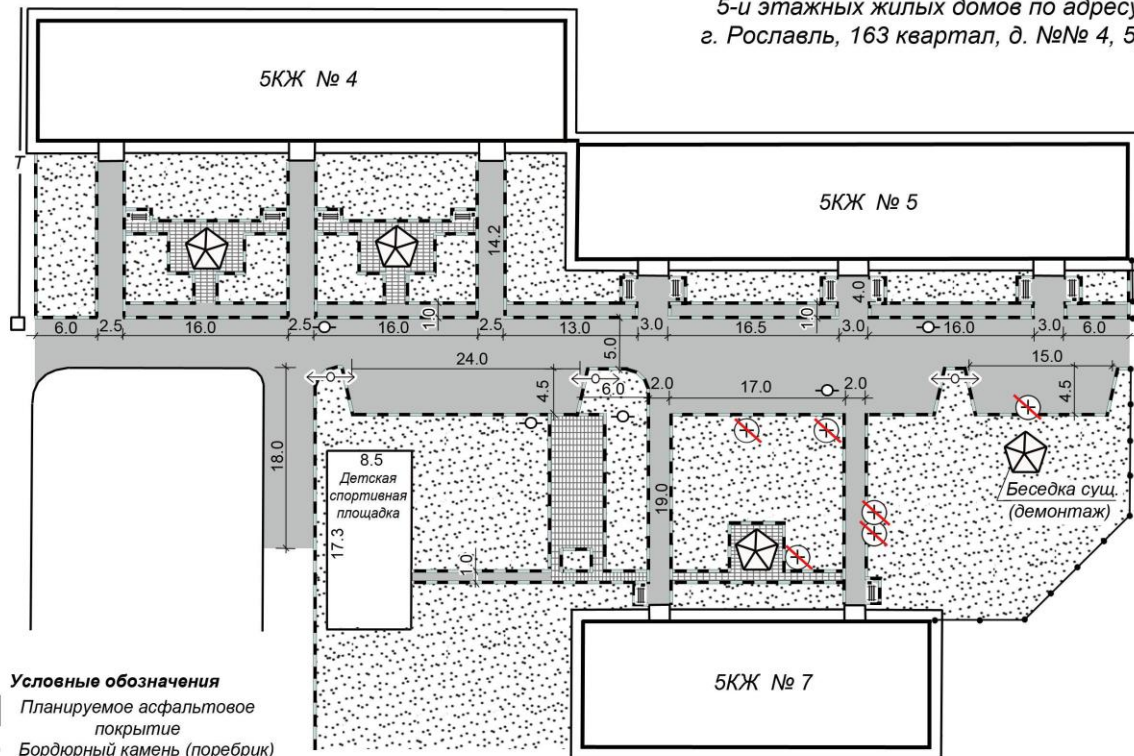 5-и этажных жилых домов по адресу
г. Рославль, 163 квартал, д. №№ 4, 5
5КЖ № 4
5КЖ № 5
Т
14.2
4.0
1.0
1.0
6.0 2.5 16.0 2.5 16.0 2.5 13.0 3.0 16.5 3.0 16.0 3.0 6.0
5.0
24.0
15.0
4.5
6.0
2.0
17.0
2.0
4.5
18.0
8.5
Детская
спортивная
площадка
17.3
19.0
1.0
Беседка сущ.
(демонтаж)
5КЖ № 7
Условные обозначения
Планируемое асфальтовое
покрытие
Бордюрный камень (поребрик)